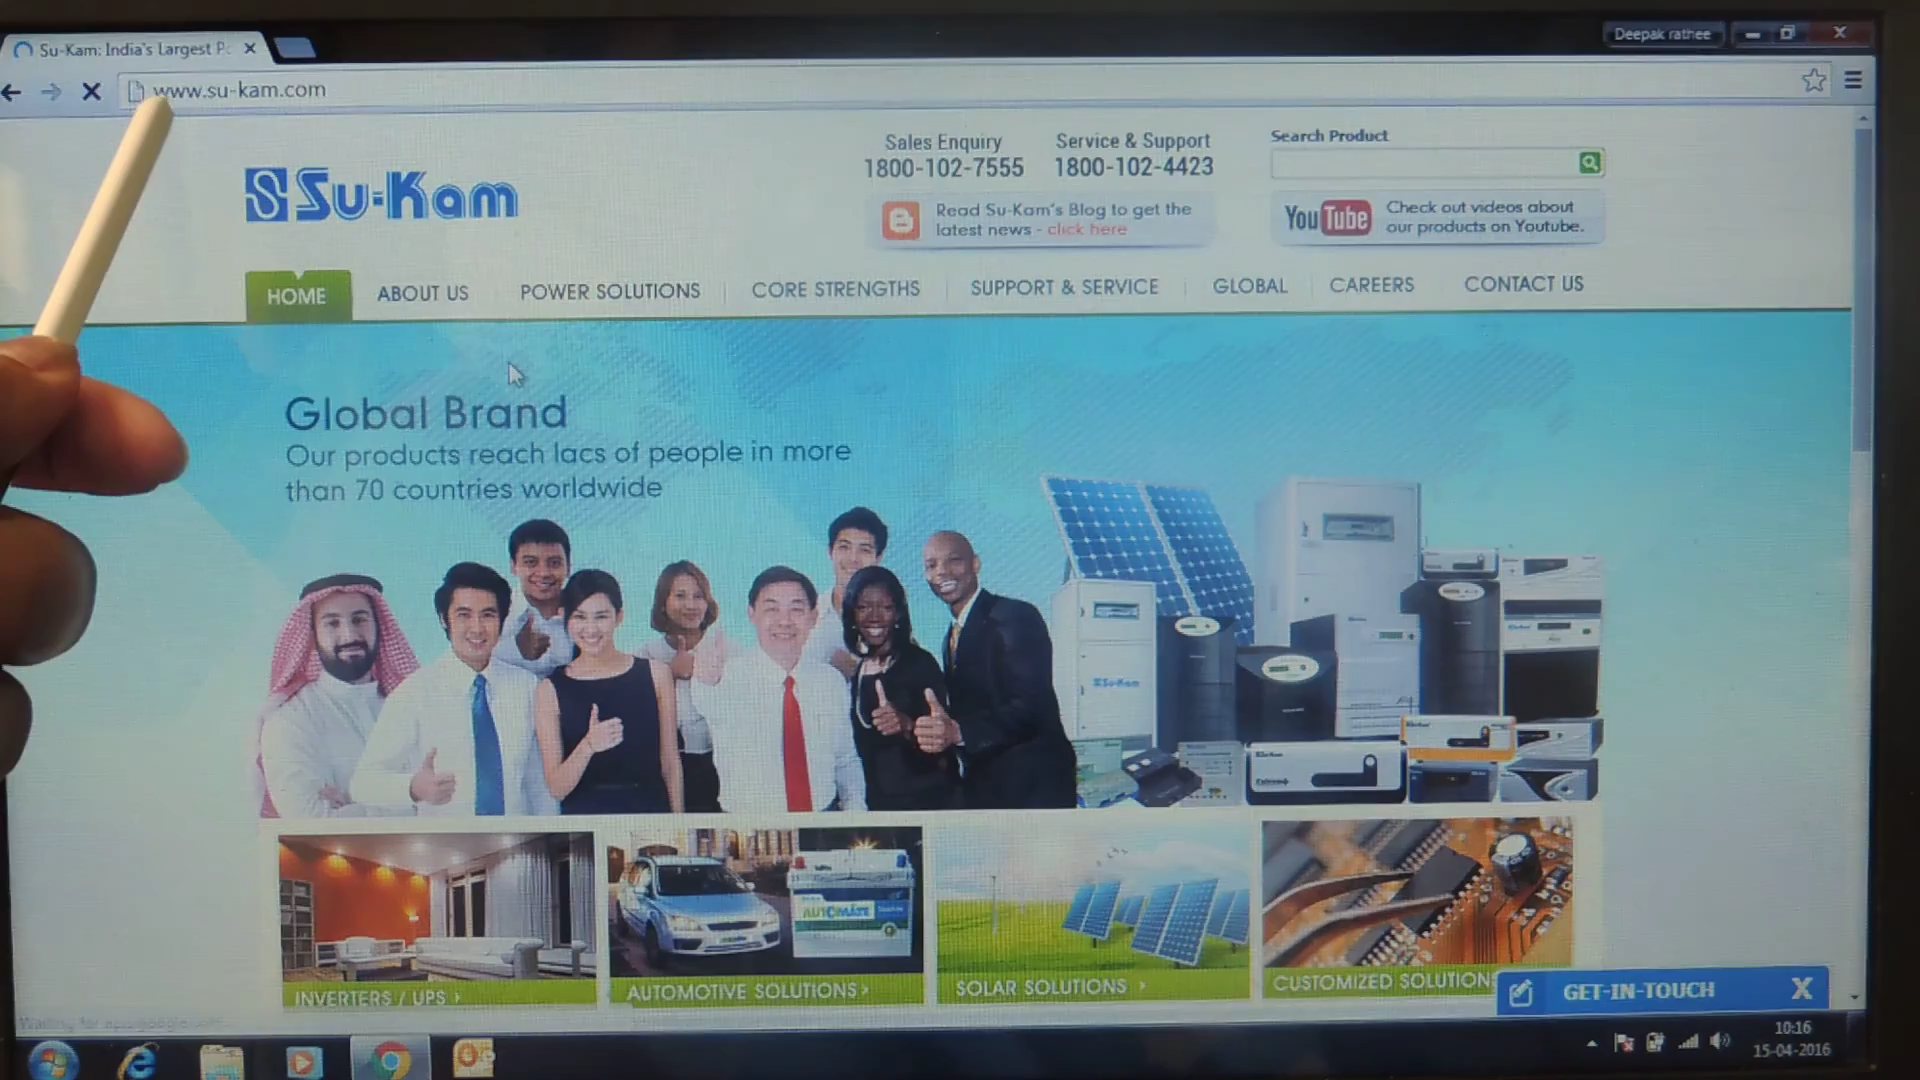 Su-Kam: India's Largest P
Deepak rathee
www.su-kam.com
Sales Enquiry
1800-102-7555
Service & Support
1800-102-4423
Search Product
Su-Kam
Read Su-Kam's Blog to get the
latest news - click here
YouTube
Check out videos about
our products on Youtube.
HOME
ABOUT US
POWER SOLUTIONS
CORE STRENGTHS
SUPPORT & SERVICE
GLOBAL
CAREERS
CONTACT US
Global Brand
Our products reach lacs of people in more
than 70 countries worldwide
Su-Kam
AUTOMATE
INVERTERS / UPS ›
AUTOMOTIVE SOLUTIONS ›
SOLAR SOLUTIONS ›
CUSTOMIZED SOLUTIONS
GET-IN-TOUCH X
10:16
15-04-2016